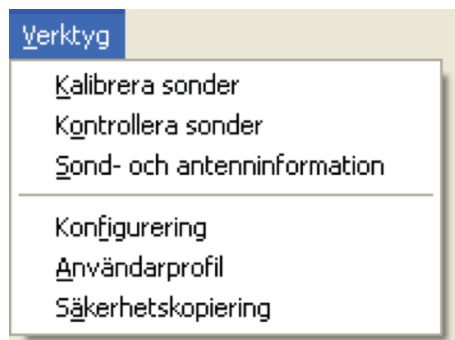 Verktyg
Kalibrera sonder
Kontrollera sonder
Sond- och antenninformation
Konfigurering
Användarprofil
Säkerhetskopiering